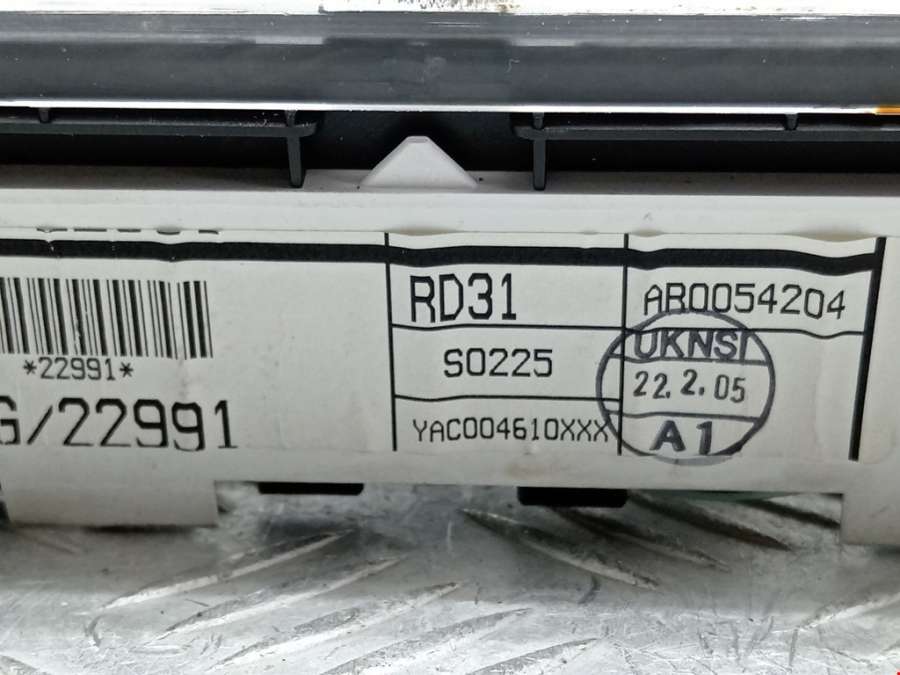 RD31
AR0054204
*22991*
S0225
UKNSI
22.2.05
G/22991
YAC004610XXX
A1